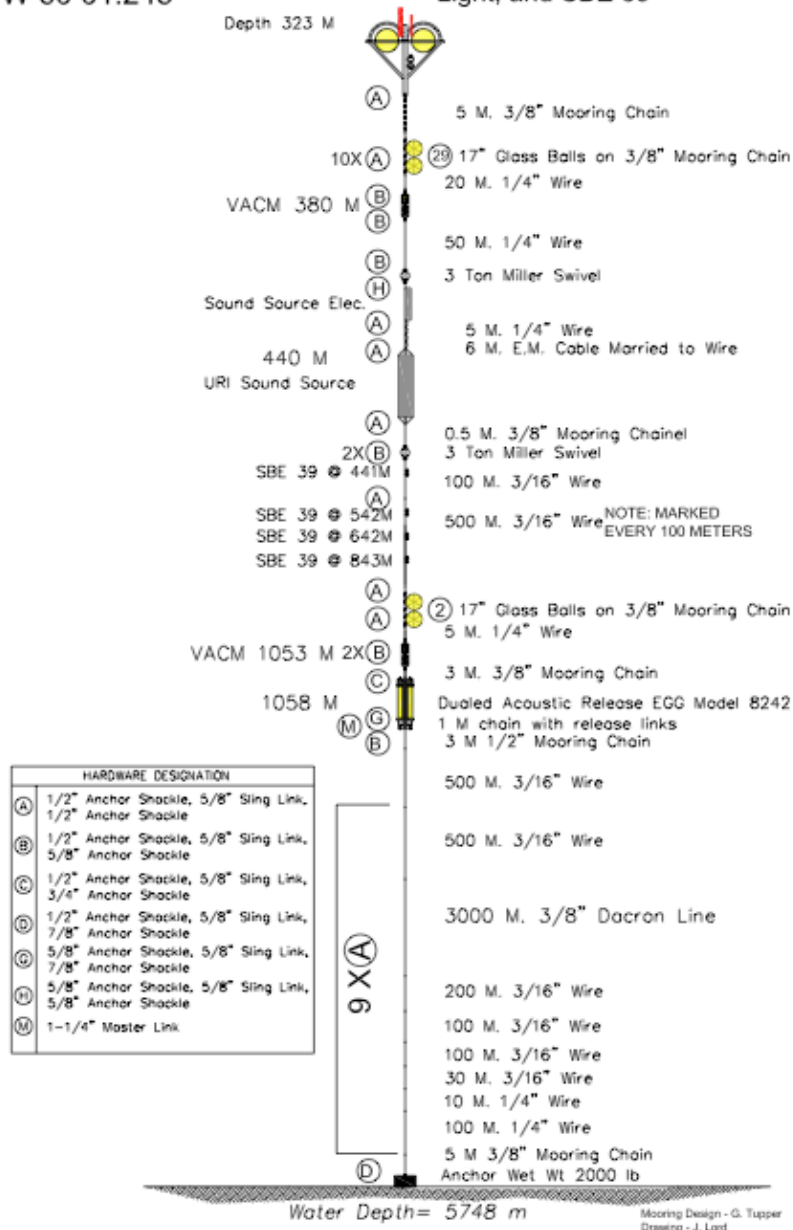 Depth 323 M
A
5 M. 3/8" Mooring Chain
10X A
29 17" Glass Balls on 3/8" Mooring Chain
20 M. 1/4" Wire
VACM 380 M B
B
50 M. 1/4" Wire
B
3 Ton Miller Swivel
H
Sound Source Elec.
A
5 M. 1/4" Wire
6 M. E.M. Cable Married to Wire
440 M
A
URI Sound Source
A
0.5 M. 3/8" Mooring Chainel
2X B
3 Ton Miller Swivel
SBE 39 @ 441M
100 M. 3/16" Wire
A
SBE 39 @ 542M
500 M. 3/16" Wire
NOTE: MARKED
EVERY 100 METERS
SBE 39 @ 642M
SBE 39 @ 843M
A
2 17" Glass Balls on 3/8" Mooring Chain
A
5 M. 1/4" Wire
VACM 1053 M 2X B
3 M. 3/8" Mooring Chain
C
1058 M
Dualed Acoustic Release EGG Model 8242
M G
1 M chain with release links
B
3 M 1/2" Mooring Chain
500 M. 3/16" Wire
500 M. 3/16" Wire
3000 M. 3/8" Dacron Line
9 X A
200 M. 3/16" Wire
100 M. 3/16" Wire
100 M. 3/16" Wire
30 M. 3/16" Wire
10 M. 1/4" Wire
100 M. 1/4" Wire
5 M 3/8" Mooring Chain
D
Anchor Wet Wt 2000 lb
Water Depth= 5748 m
HARDWARE DESIGNATION
A 1/2" Anchor Shackle, 5/8" Sling Link,
1/2" Anchor Shackle
B 1/2" Anchor Shackle, 5/8" Sling Link,
5/8" Anchor Shackle
C 1/2" Anchor Shackle, 5/8" Sling Link,
3/4" Anchor Shackle
D 1/2" Anchor Shackle, 5/8" Sling Link,
7/8" Anchor Shackle
G 5/8" Anchor Shackle, 5/8" Sling Link,
7/8" Anchor Shackle
H 5/8" Anchor Shackle, 5/8" Sling Link,
5/8" Anchor Shackle
M 1-1/4" Master Link
Mooring Design - G. Tupper
Drawing - J. Lord